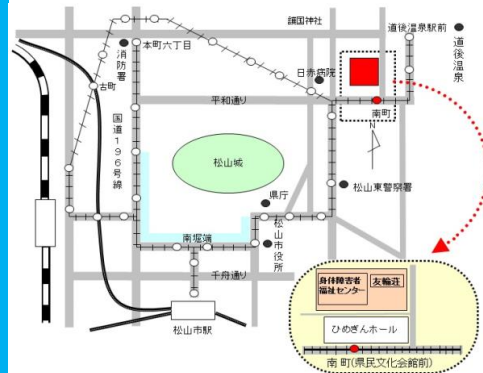 護国神社
道後温泉駅前
道後温泉
消防署
本町六丁目
日赤病院
古町
平和通り
南町
N
国道196号線
松山城
県庁
松山東警察署
松山市役所
南堀端
千舟通り
松山市駅
身体障害者
福祉センター
友輪荘
ひめぎんホール
南町(県民文化会館前)